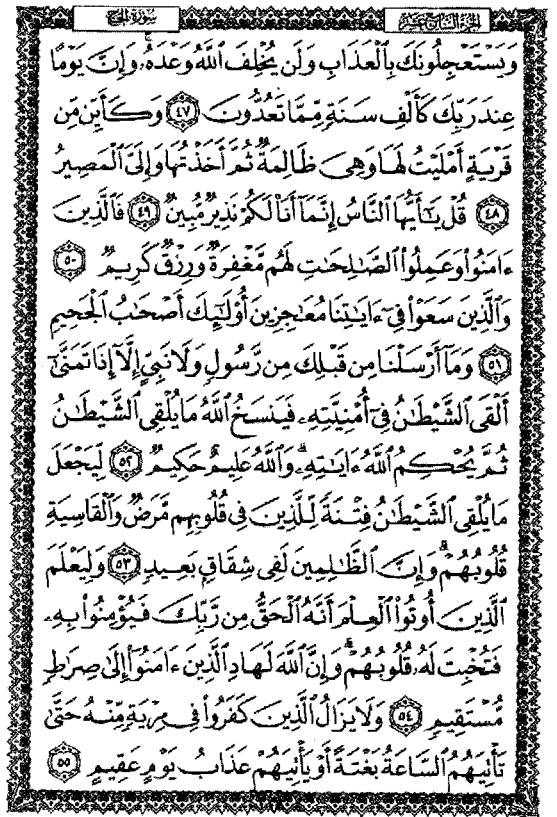 الجزء السابع عشر
سورة الحج
وَيَسْتَعْجِلُونَكَ بِالْعَذَابِ وَلَن يُخْلِفَ اللَّهُ وَعْدَهُۥ وَإِنَّ يَوْمًا
عِندَ رَبِّكَ كَأَلْفِ سَنَةٍ مِّمَّا تَعُدُّونَ ٤٧ وَكَأَيِّن مِّن
قَرْيَةٍ أَمْلَيْتُ لَهَا وَهِىَ ظَالِمَةٌ ثُمَّ أَخَذْتُهَا وَإِلَىَّ الْمَصِيرُ
٤٨ قُلْ يَٰٓأَيُّهَا النَّاسُ إِنَّمَآ أَنَا۠ لَكُمْ نَذِيرٌ مُّبِينٌ ٤٩ فَالَّذِينَ
ءَامَنُوا۟ وَعَمِلُوا۟ الصَّٰلِحَٰتِ لَهُم مَّغْفِرَةٌ وَرِزْقٌ كَرِيمٌ ٥٠
وَالَّذِينَ سَعَوْا۟ فِىٓ ءَايَٰتِنَا مُعَٰجِزِينَ أُو۟لَٰٓئِكَ أَصْحَٰبُ الْجَحِيمِ
٥١ وَمَآ أَرْسَلْنَا مِن قَبْلِكَ مِن رَّسُولٍ وَلَا نَبِىٍّ إِلَّآ إِذَا تَمَنَّىٰٓ
أَلْقَى الشَّيْطَٰنُ فِىٓ أُمْنِيَّتِهِۦ فَيَنسَخُ اللَّهُ مَا يُلْقِى الشَّيْطَٰنُ
ثُمَّ يُحْكِمُ اللَّهُ ءَايَٰتِهِۦ ۗ وَاللَّهُ عَلِيمٌ حَكِيمٌ ٥٢ لِّيَجْعَلَ
مَا يُلْقِى الشَّيْطَٰنُ فِتْنَةً لِّلَّذِينَ فِى قُلُوبِهِم مَّرَضٌ وَالْقَاسِيَةِ
قُلُوبُهُمْ ۗ وَإِنَّ الظَّٰلِمِينَ لَفِى شِقَاقٍۭ بَعِيدٍ ٥٣ وَلِيَعْلَمَ
الَّذِينَ أُوتُوا۟ الْعِلْمَ أَنَّهُ الْحَقُّ مِن رَّبِّكَ فَيُؤْمِنُوا۟ بِهِۦ
فَتُخْبِتَ لَهُۥ قُلُوبُهُمْ ۗ وَإِنَّ اللَّهَ لَهَادِ الَّذِينَ ءَامَنُوٓا۟ إِلَىٰ صِرَٰطٍ
مُّسْتَقِيمٍ ٥٤ وَلَا يَزَالُ الَّذِينَ كَفَرُوا۟ فِى مِرْيَةٍ مِّنْهُ حَتَّىٰ
تَأْتِيَهُمُ السَّاعَةُ بَغْتَةً أَوْ يَأْتِيَهُمْ عَذَابُ يَوْمٍ عَقِيمٍ ٥٥